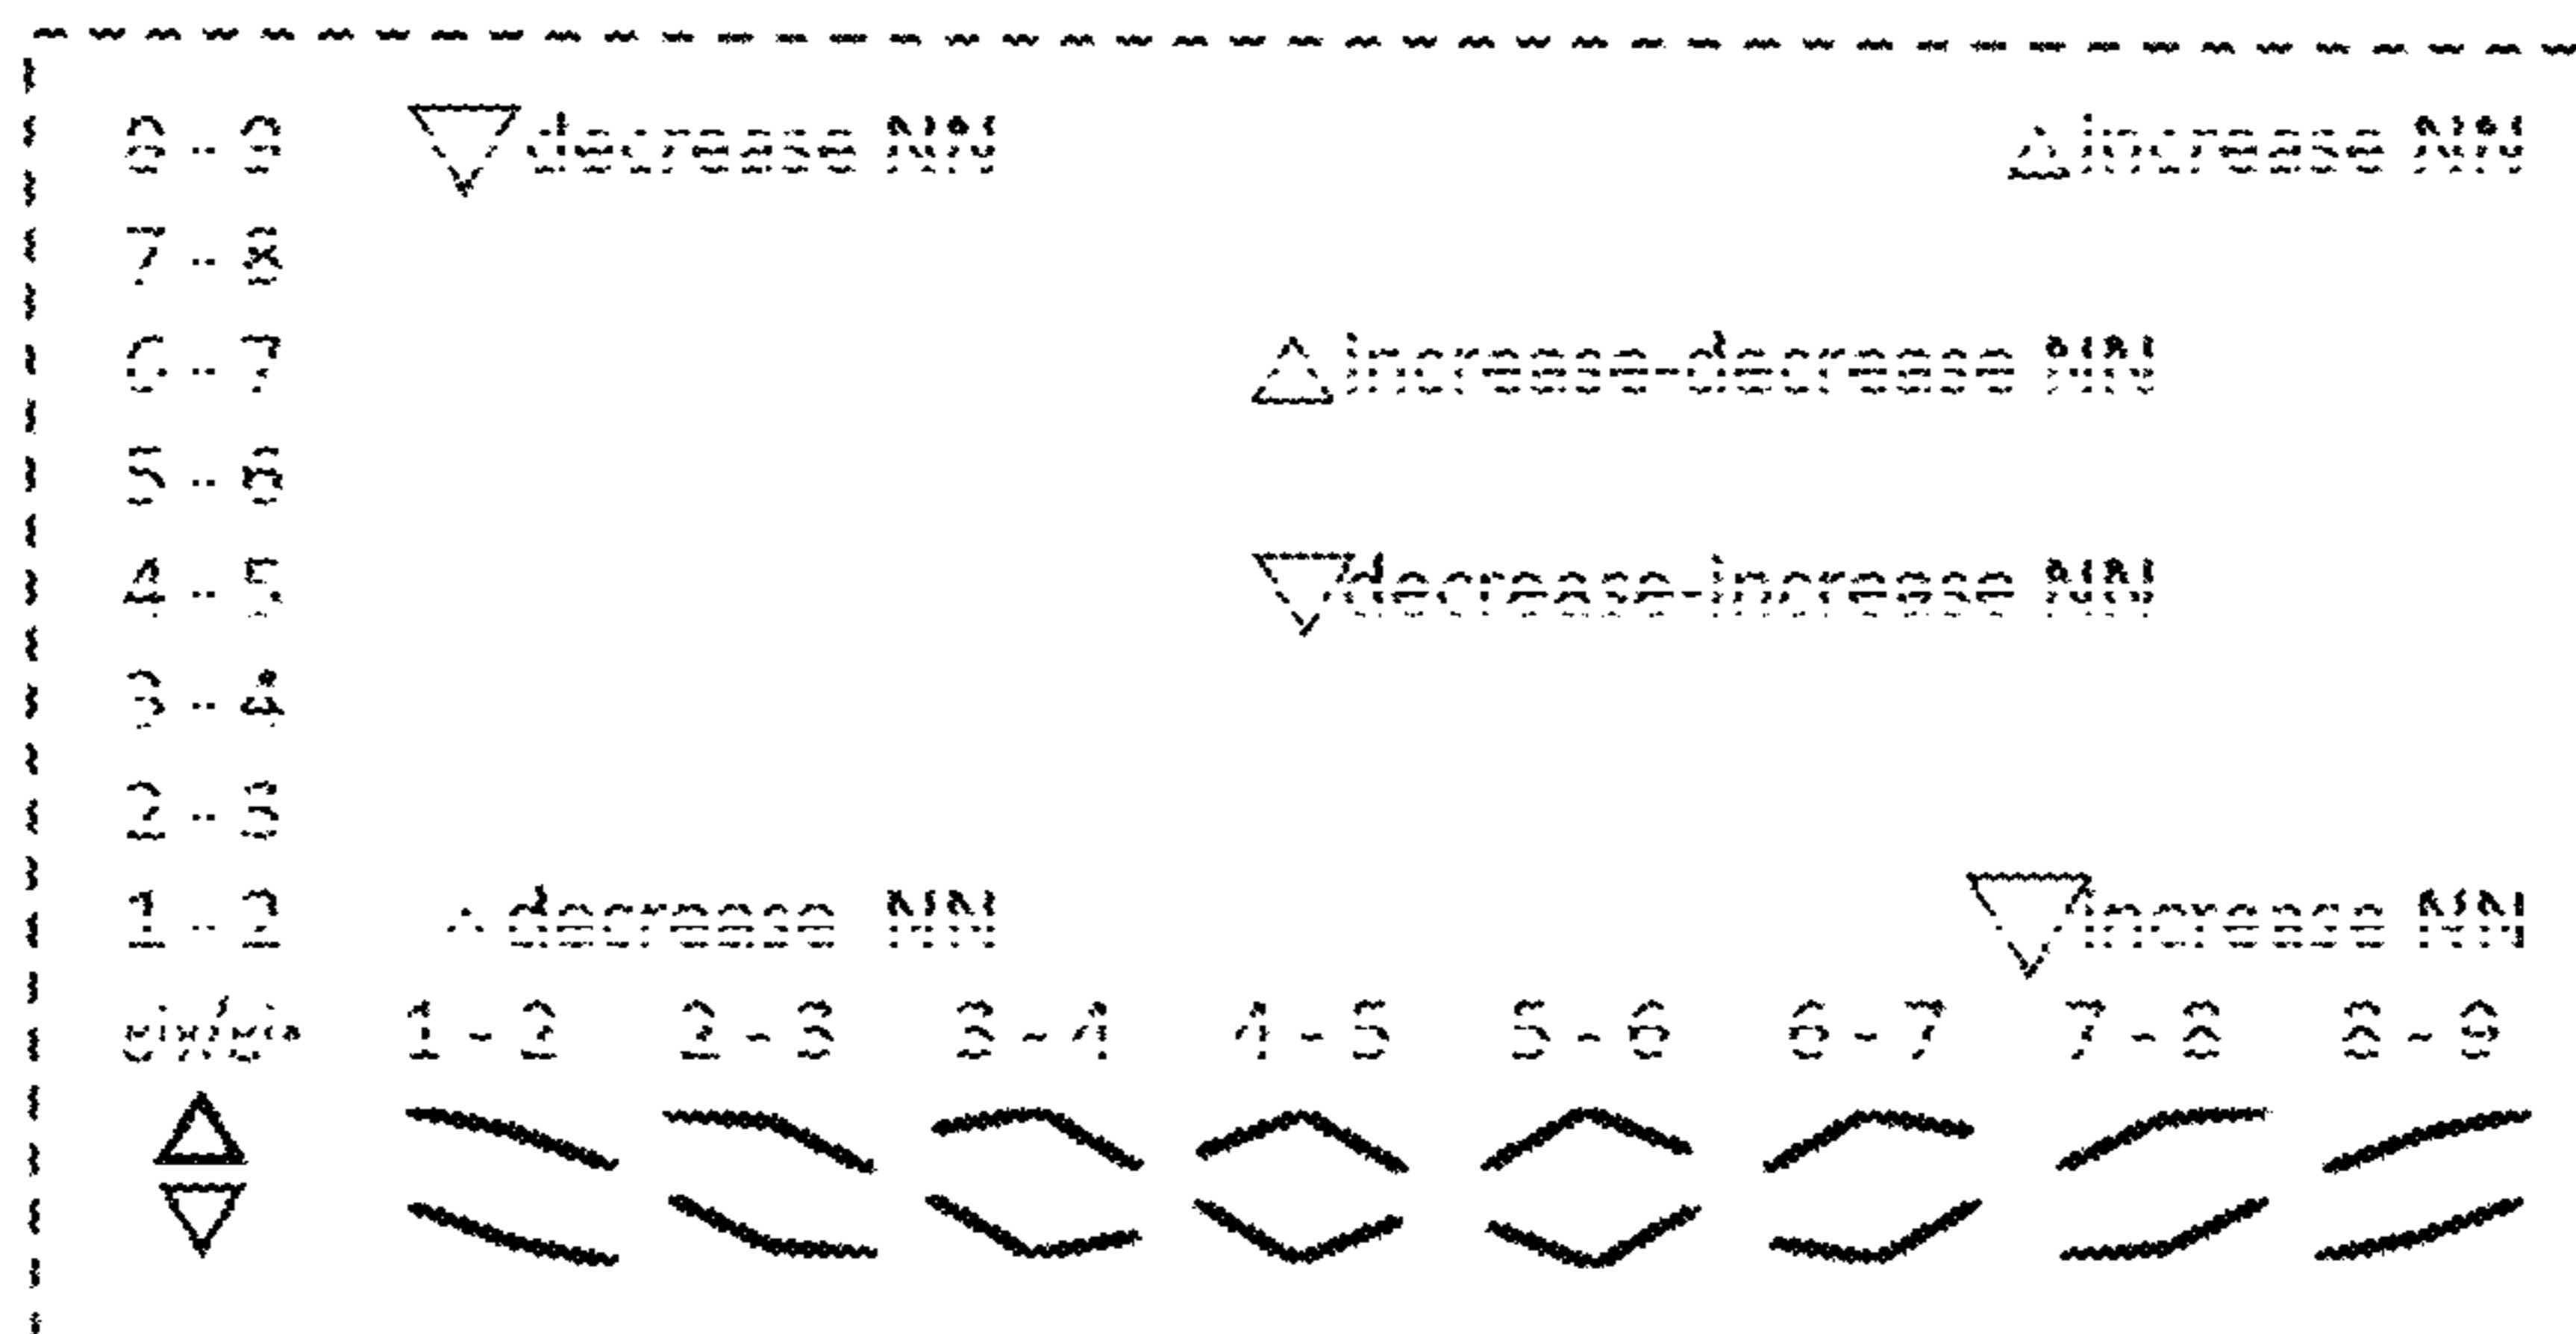 8 - 9 decrease NN increase NN
7 - 8
6 - 7 increase-decrease NN
5 - 6
4 - 5 decrease-increase NN
3 - 4
2 - 3
1 - 2 decrease NN increase NN
1 - 2 2 - 3 3 - 4 4 - 5 5 - 6 6 - 7 7 - 8 8 - 9